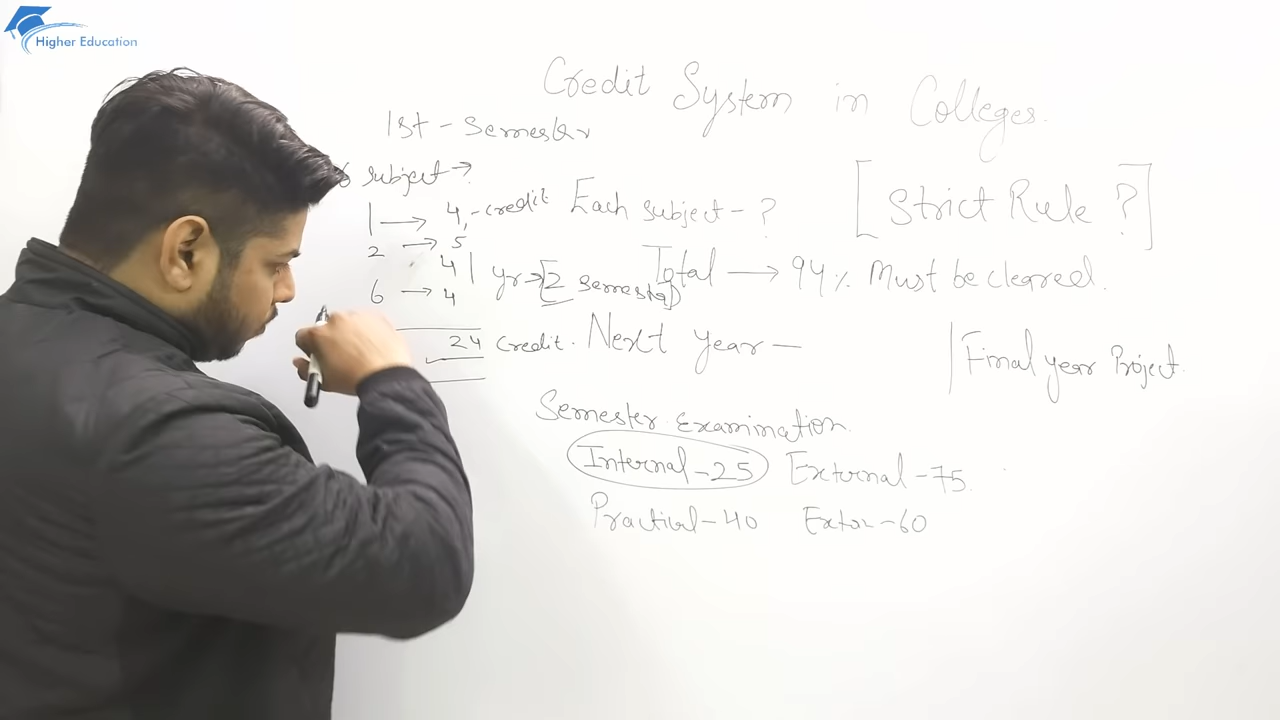 Higher Education
Credit System in Colleges.
1st - Semester
6 subject → ?
1 → 4 - credit
Each subject - ?
[Strict Rule ?]
2 → 5
4
1 yr → [2 semester]
Total → 94% Must be cleared.
6 → 4
24 credit.
Next year —
Final year Project.
Semester Examination
Internal - 25 External - 75
Practical - 40 - 60